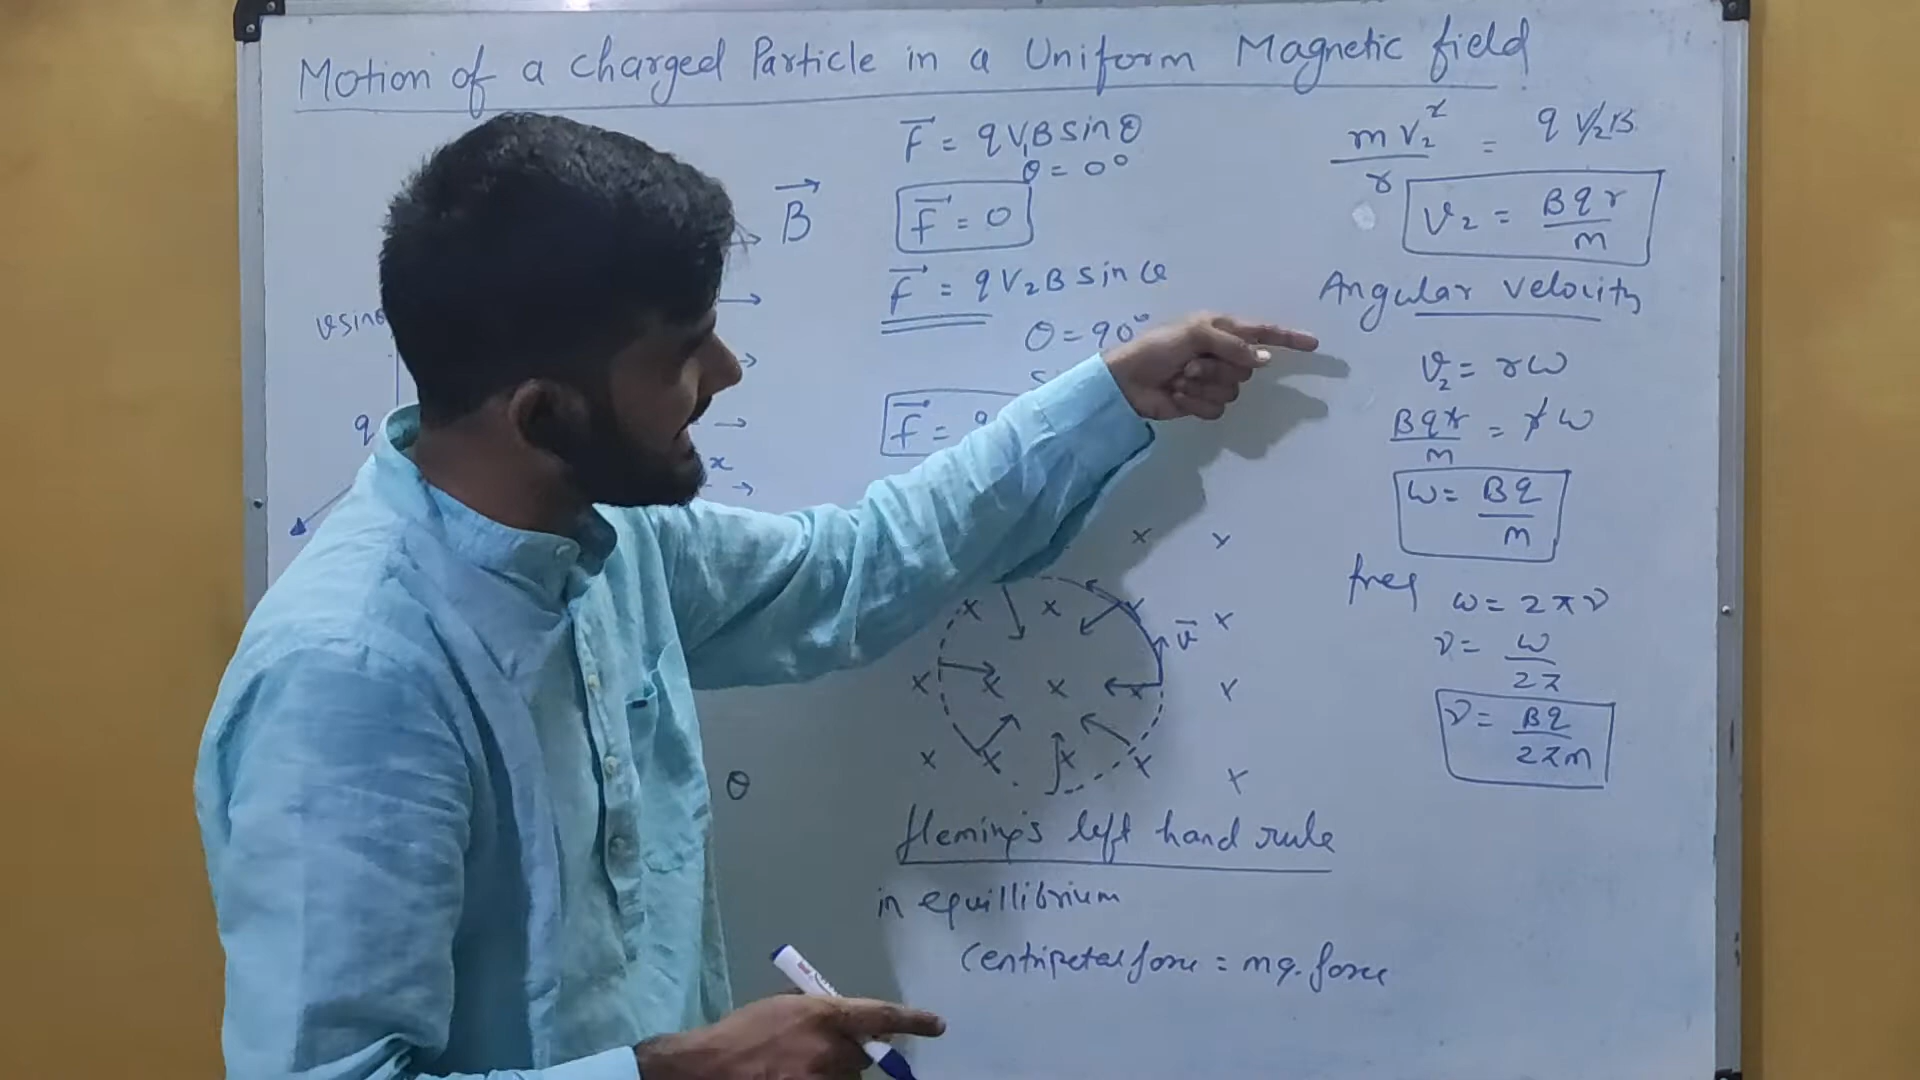 Motion of a Charged Particle in a Uniform Magnetic field
B
vsinθ
q
x
θ
F = qV₁B sinθ
θ = 0°
F = 0
F = qV₂B sin θ
θ = 90°
F = q
x x
x x x
v
x x x x x
x x x x x
fleming's left hand rule
in equillibrium
Centripetal force = mg. force
mv₂²/r = qV₂B
v₂ = Bqr/m
Angular velocity
v₂ = rω
Bqr/m = rω
ω = Bq/m
freq ω = 2πν
ν = ω/2π
ν = Bq/2πm